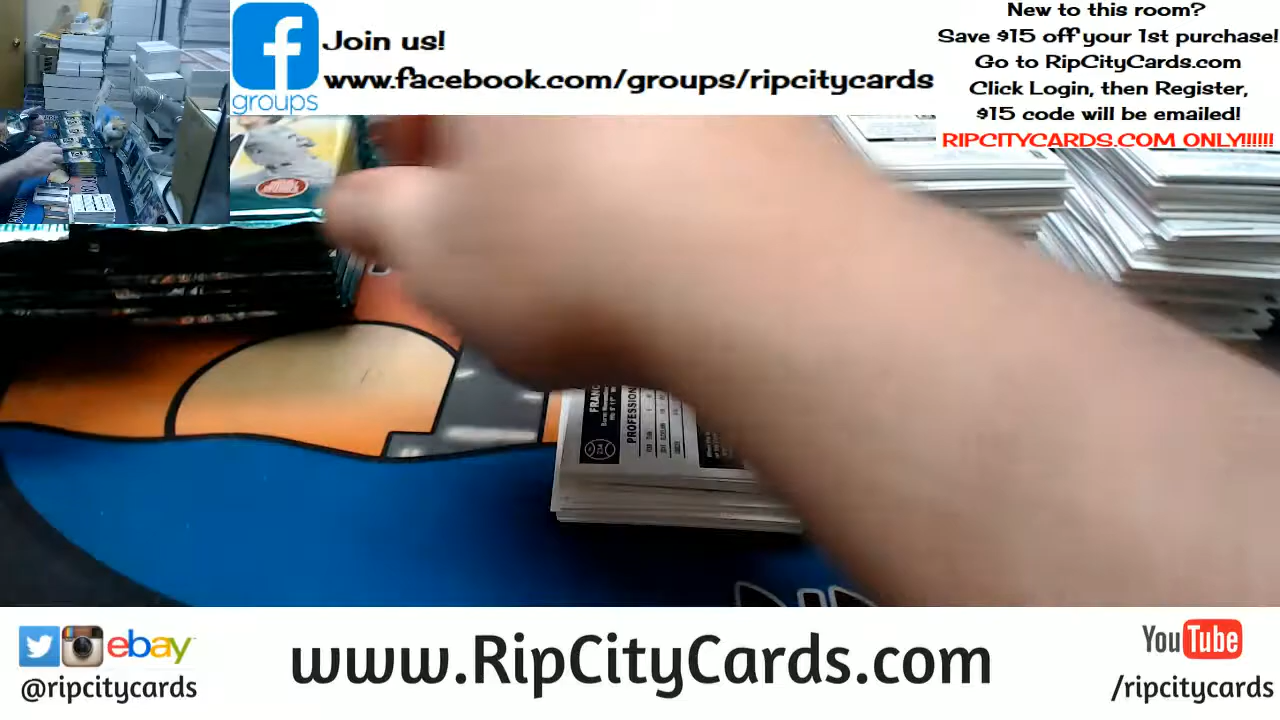 Join us!
www.facebook.com/groups/ripcitycards
groups
New to this room?
Save $15 off your 1st purchase!
Go to RipCityCards.com
Click Login, then Register,
$15 code will be emailed!
RIPCITYCARDS.COM ONLY!!!!!!
FRANC
PROFESSION
ebay
@ripcitycards
www.RipCityCards.com
YouTube
/ripcitycards